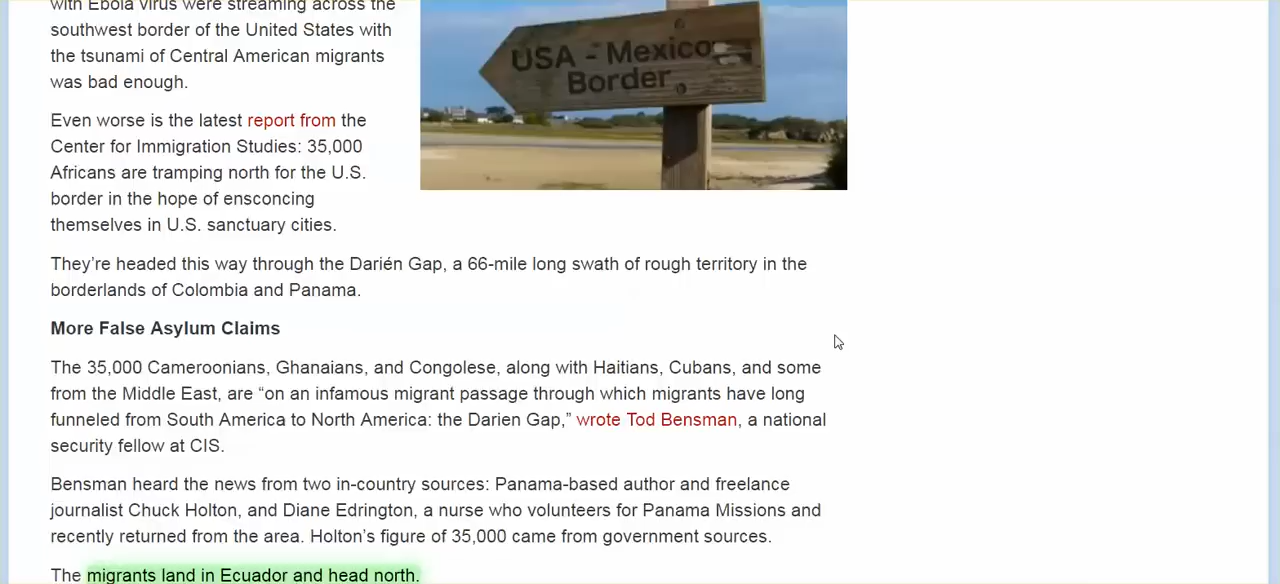 with Ebola virus were streaming across the
southwest border of the United States with
the tsunami of Central American migrants
was bad enough.
USA - Mexico
Border
Even worse is the latest report from the
Center for Immigration Studies: 35,000
Africans are tramping north for the U.S.
border in the hope of ensconcing
themselves in U.S. sanctuary cities.
They’re headed this way through the Darién Gap, a 66-mile long swath of rough territory in the
borderlands of Colombia and Panama.
More False Asylum Claims
The 35,000 Cameroonians, Ghanaians, and Congolese, along with Haitians, Cubans, and some
from the Middle East, are “on an infamous migrant passage through which migrants have long
funneled from South America to North America: the Darien Gap,” wrote Tod Bensman, a national
security fellow at CIS.
Bensman heard the news from two in-country sources: Panama-based author and freelance
journalist Chuck Holton, and Diane Edrington, a nurse who volunteers for Panama Missions and
recently returned from the area. Holton’s figure of 35,000 came from government sources.
The migrants land in Ecuador and head north.